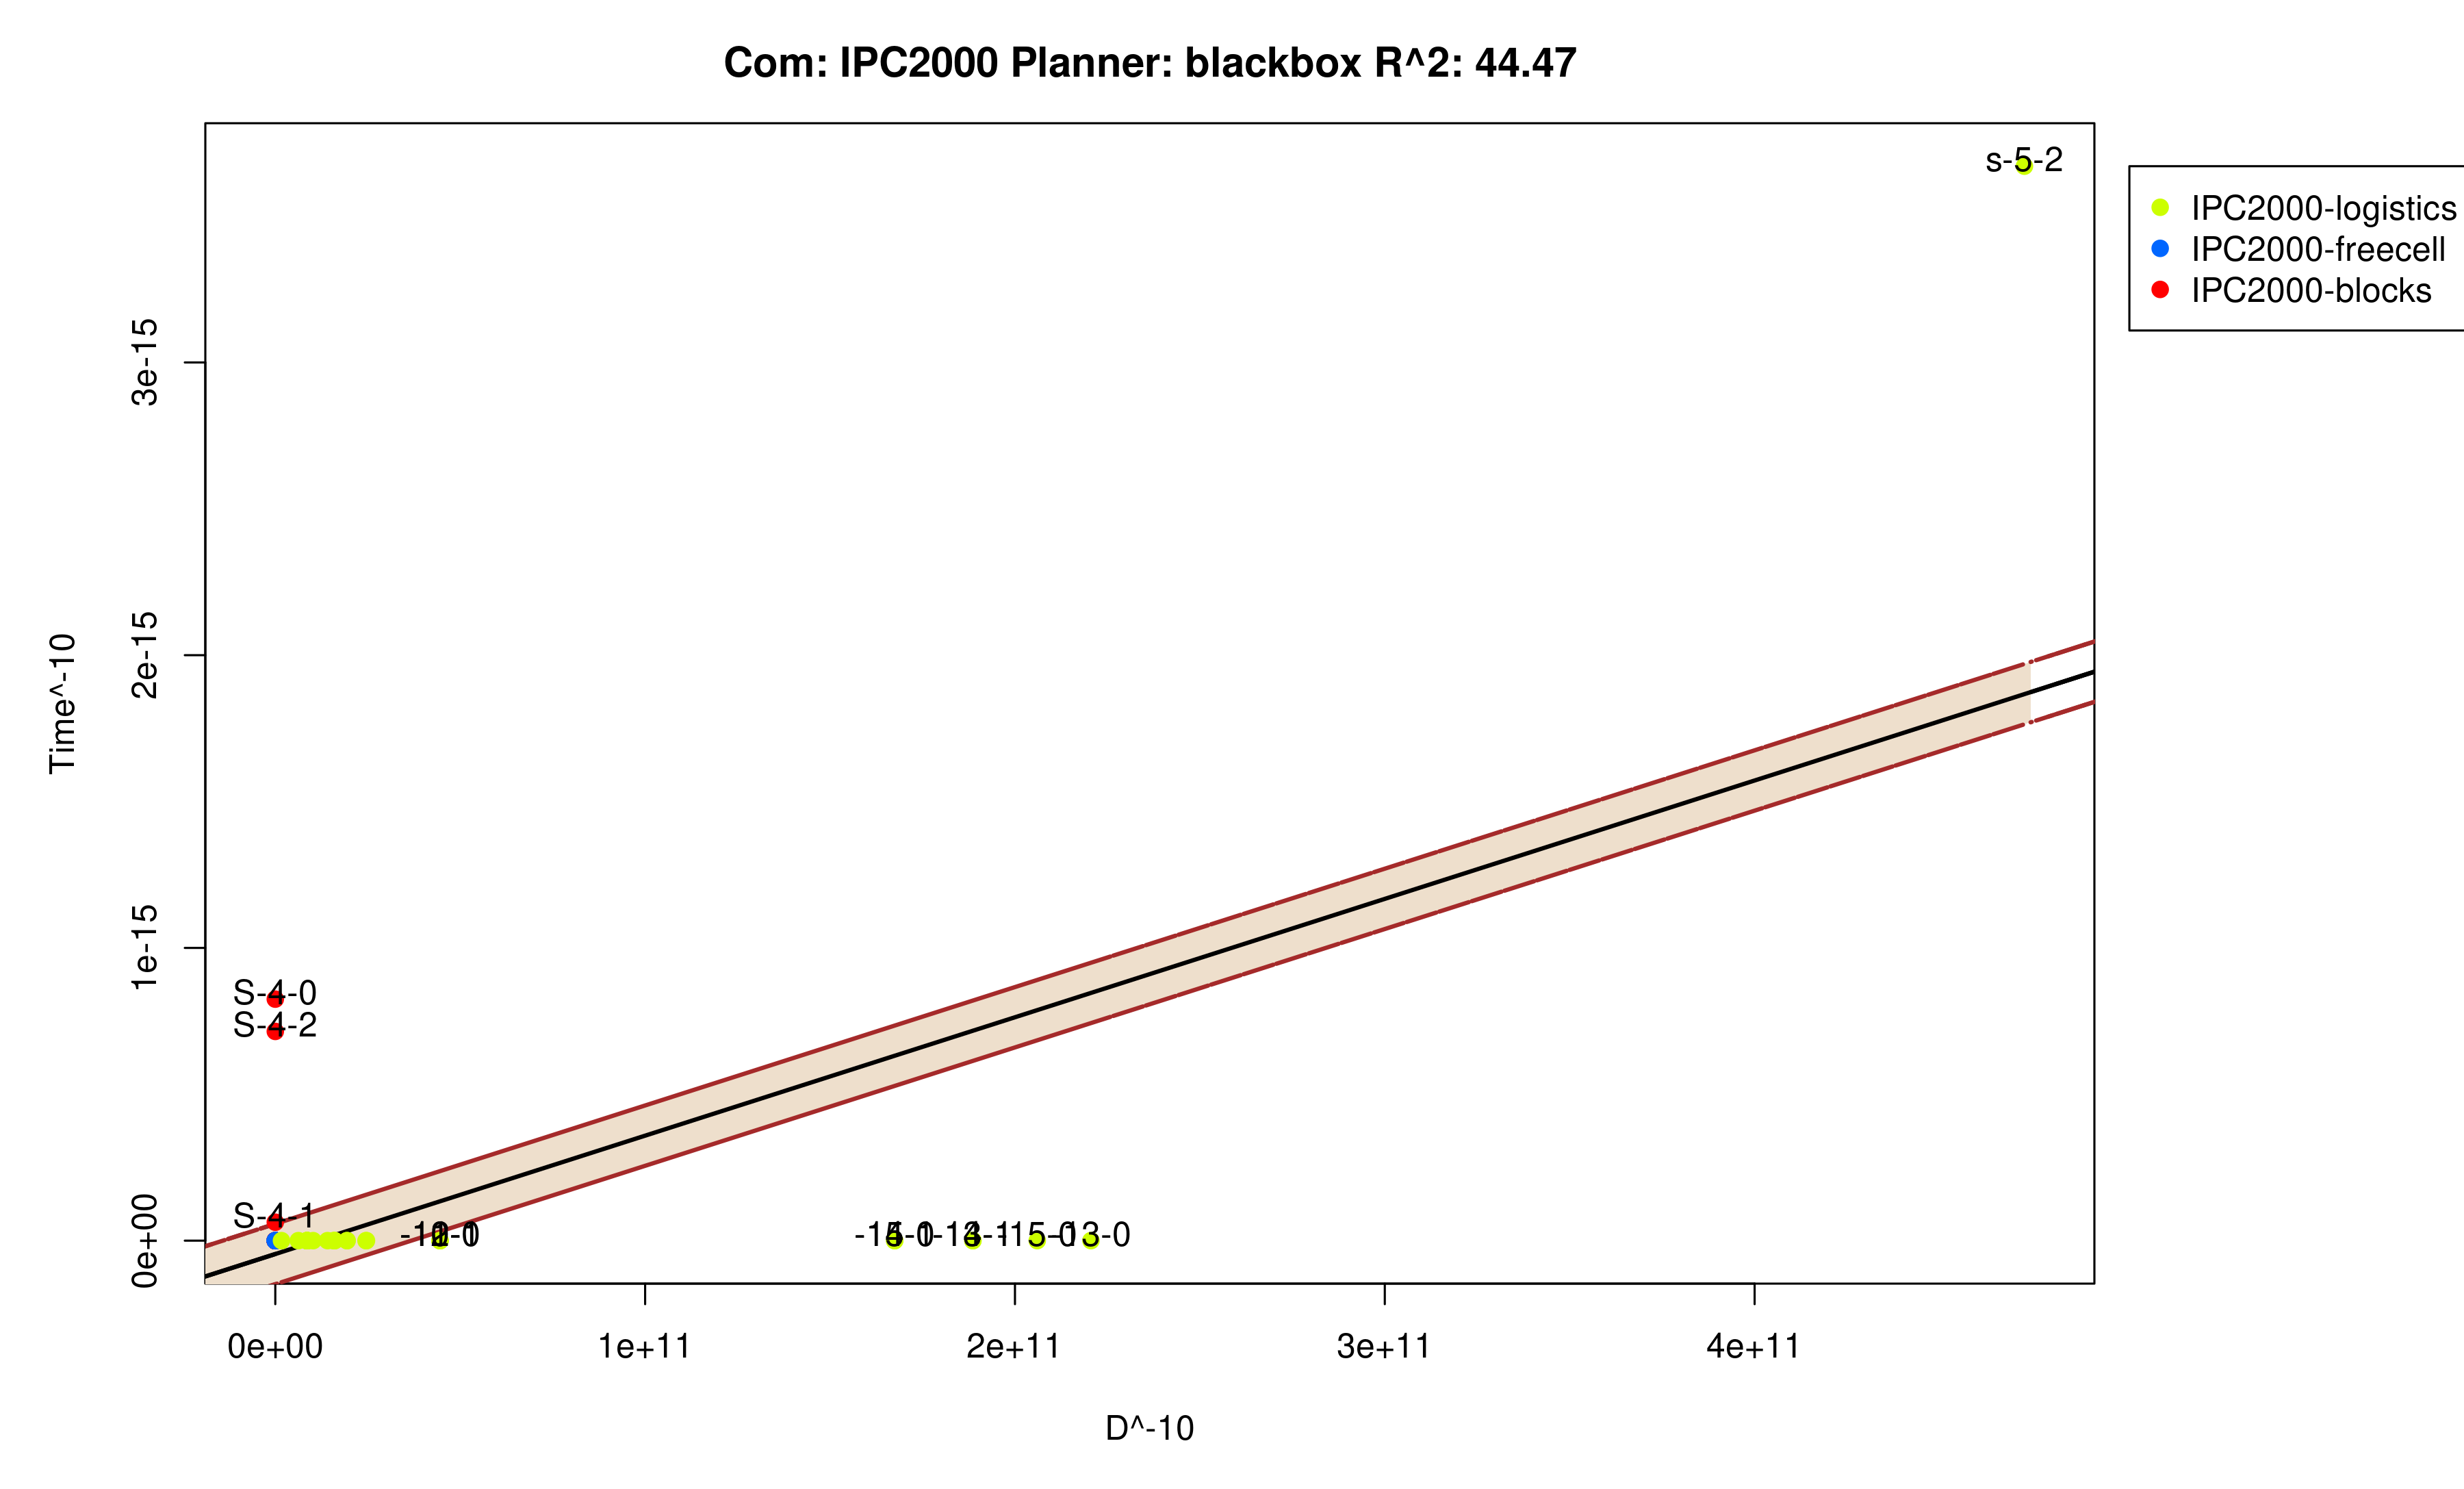 Com: IPC2000 Planner: blackbox R^2: 44.47
s-5-2
IPC2000-logistics
IPC2000-freecell
IPC2000-blocks
3e-15
2e-15
1e-15
0e+00
Time^-10
S-4-0
S-4-2
S-4-1
-13-0
0e+00
1e+11
2e+11
3e+11
4e+11
D^-10